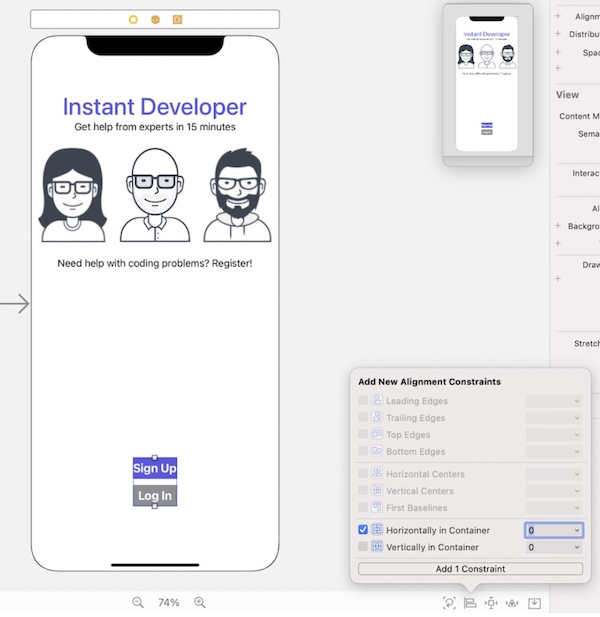 Instant Developer
Get help from experts in 15 minutes
Need help with coding problems? Register!
Sign Up
Log In
74%
Add New Alignment Constraints
Leading Edges
Trailing Edges
Top Edges
Bottom Edges
Horizontal Centers
Vertical Centers
First Baselines
Horizontally in Container 0
Vertically in Container 0
Add 1 Constraint
Instant Developer
Alignm
Distribu
Spac
View
Content M
Sema
Interac
Al
Backgro
Draw
Stretch